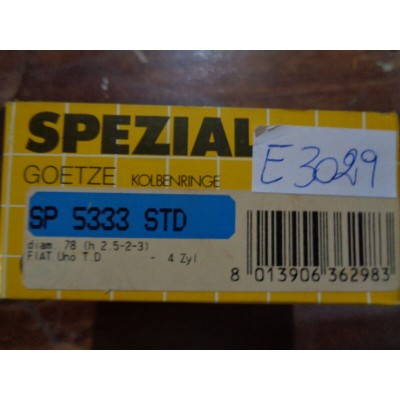 SPEZIAL
E3029
GOETZE KOLBENRINGE
SP 5333 STD
diam. 78 (h 2.5-2-3)
FIAT Uno T.D - 4 Zyl
8 013906 362983